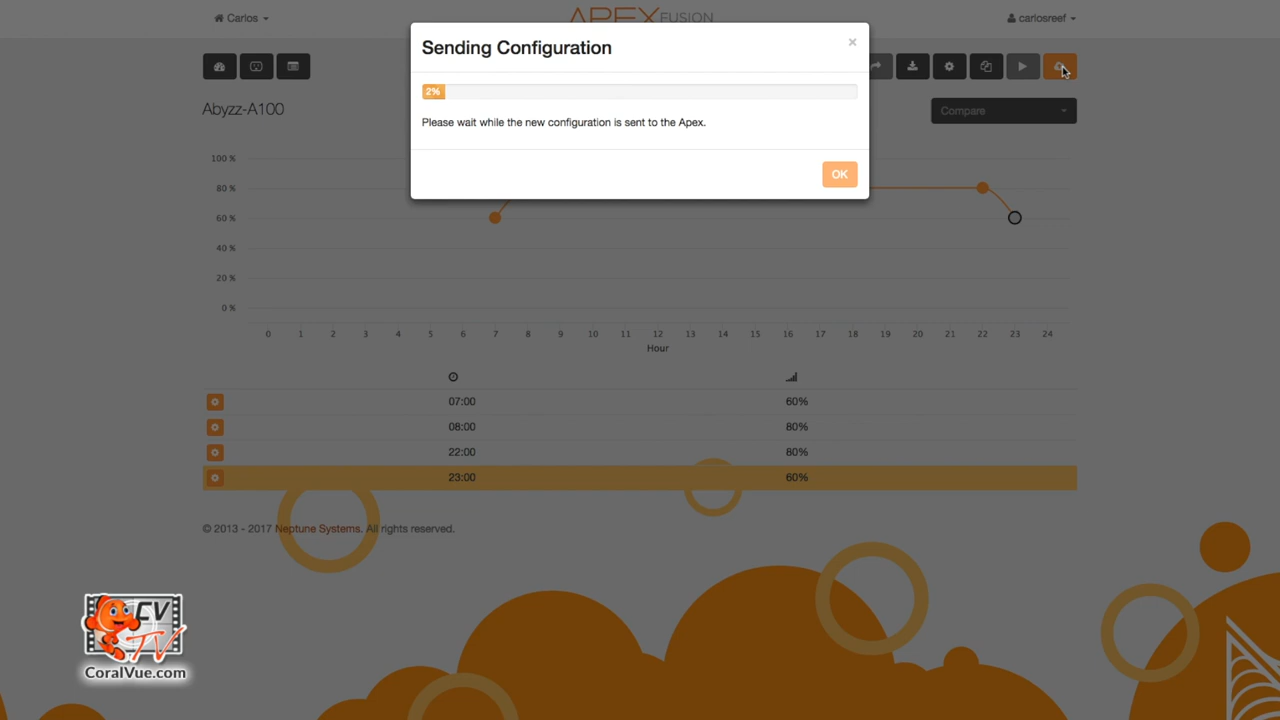 Carlos
APEX FUSION
carlosreef
Sending Configuration
×
2%
Please wait while the new configuration is sent to the Apex.
OK
Abyzz-A100
Compare
100 %
80 %
60 %
40 %
20 %
0 %
0 1 2 3 4 5 6 7 8 9 10 11 12 13 14 15 16 17 18 19 20 21 22 23 24
Hour
07:00 60%
08:00 80%
22:00 80%
23:00 60%
© 2013 - 2017 Neptune Systems. All rights reserved.
CV
TV
CoralVue.com